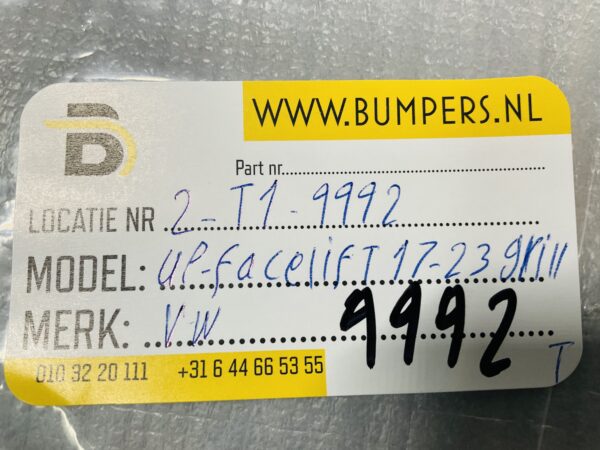 B
WWW.BUMPERS.NL
Part nr
LOCATIE NR 2-T1-9992
MODEL: UP-facelift 17-23 grill
MERK: VW
9992
T
010 32 20 111 +31 6 44 66 53 55